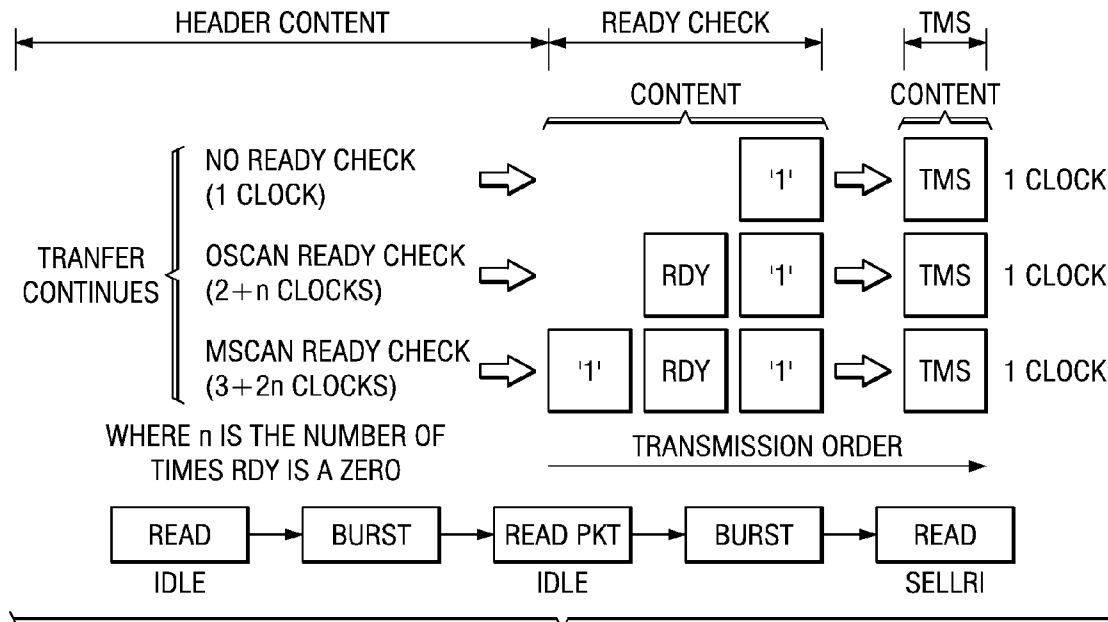 HEADER CONTENT READY CHECK TMS
CONTENT CONTENT
NO READY CHECK
(1 CLOCK)
'1' TMS 1 CLOCK
TRANFER
CONTINUES
OSCAN READY CHECK
(2+n CLOCKS)
RDY '1' TMS 1 CLOCK
MSCAN READY CHECK
(3+2n CLOCKS)
'1' RDY '1' TMS 1 CLOCK
WHERE n IS THE NUMBER OF
TIMES RDY IS A ZERO
TRANSMISSION ORDER
READ BURST READ PKT BURST READ
IDLE IDLE SELLRI